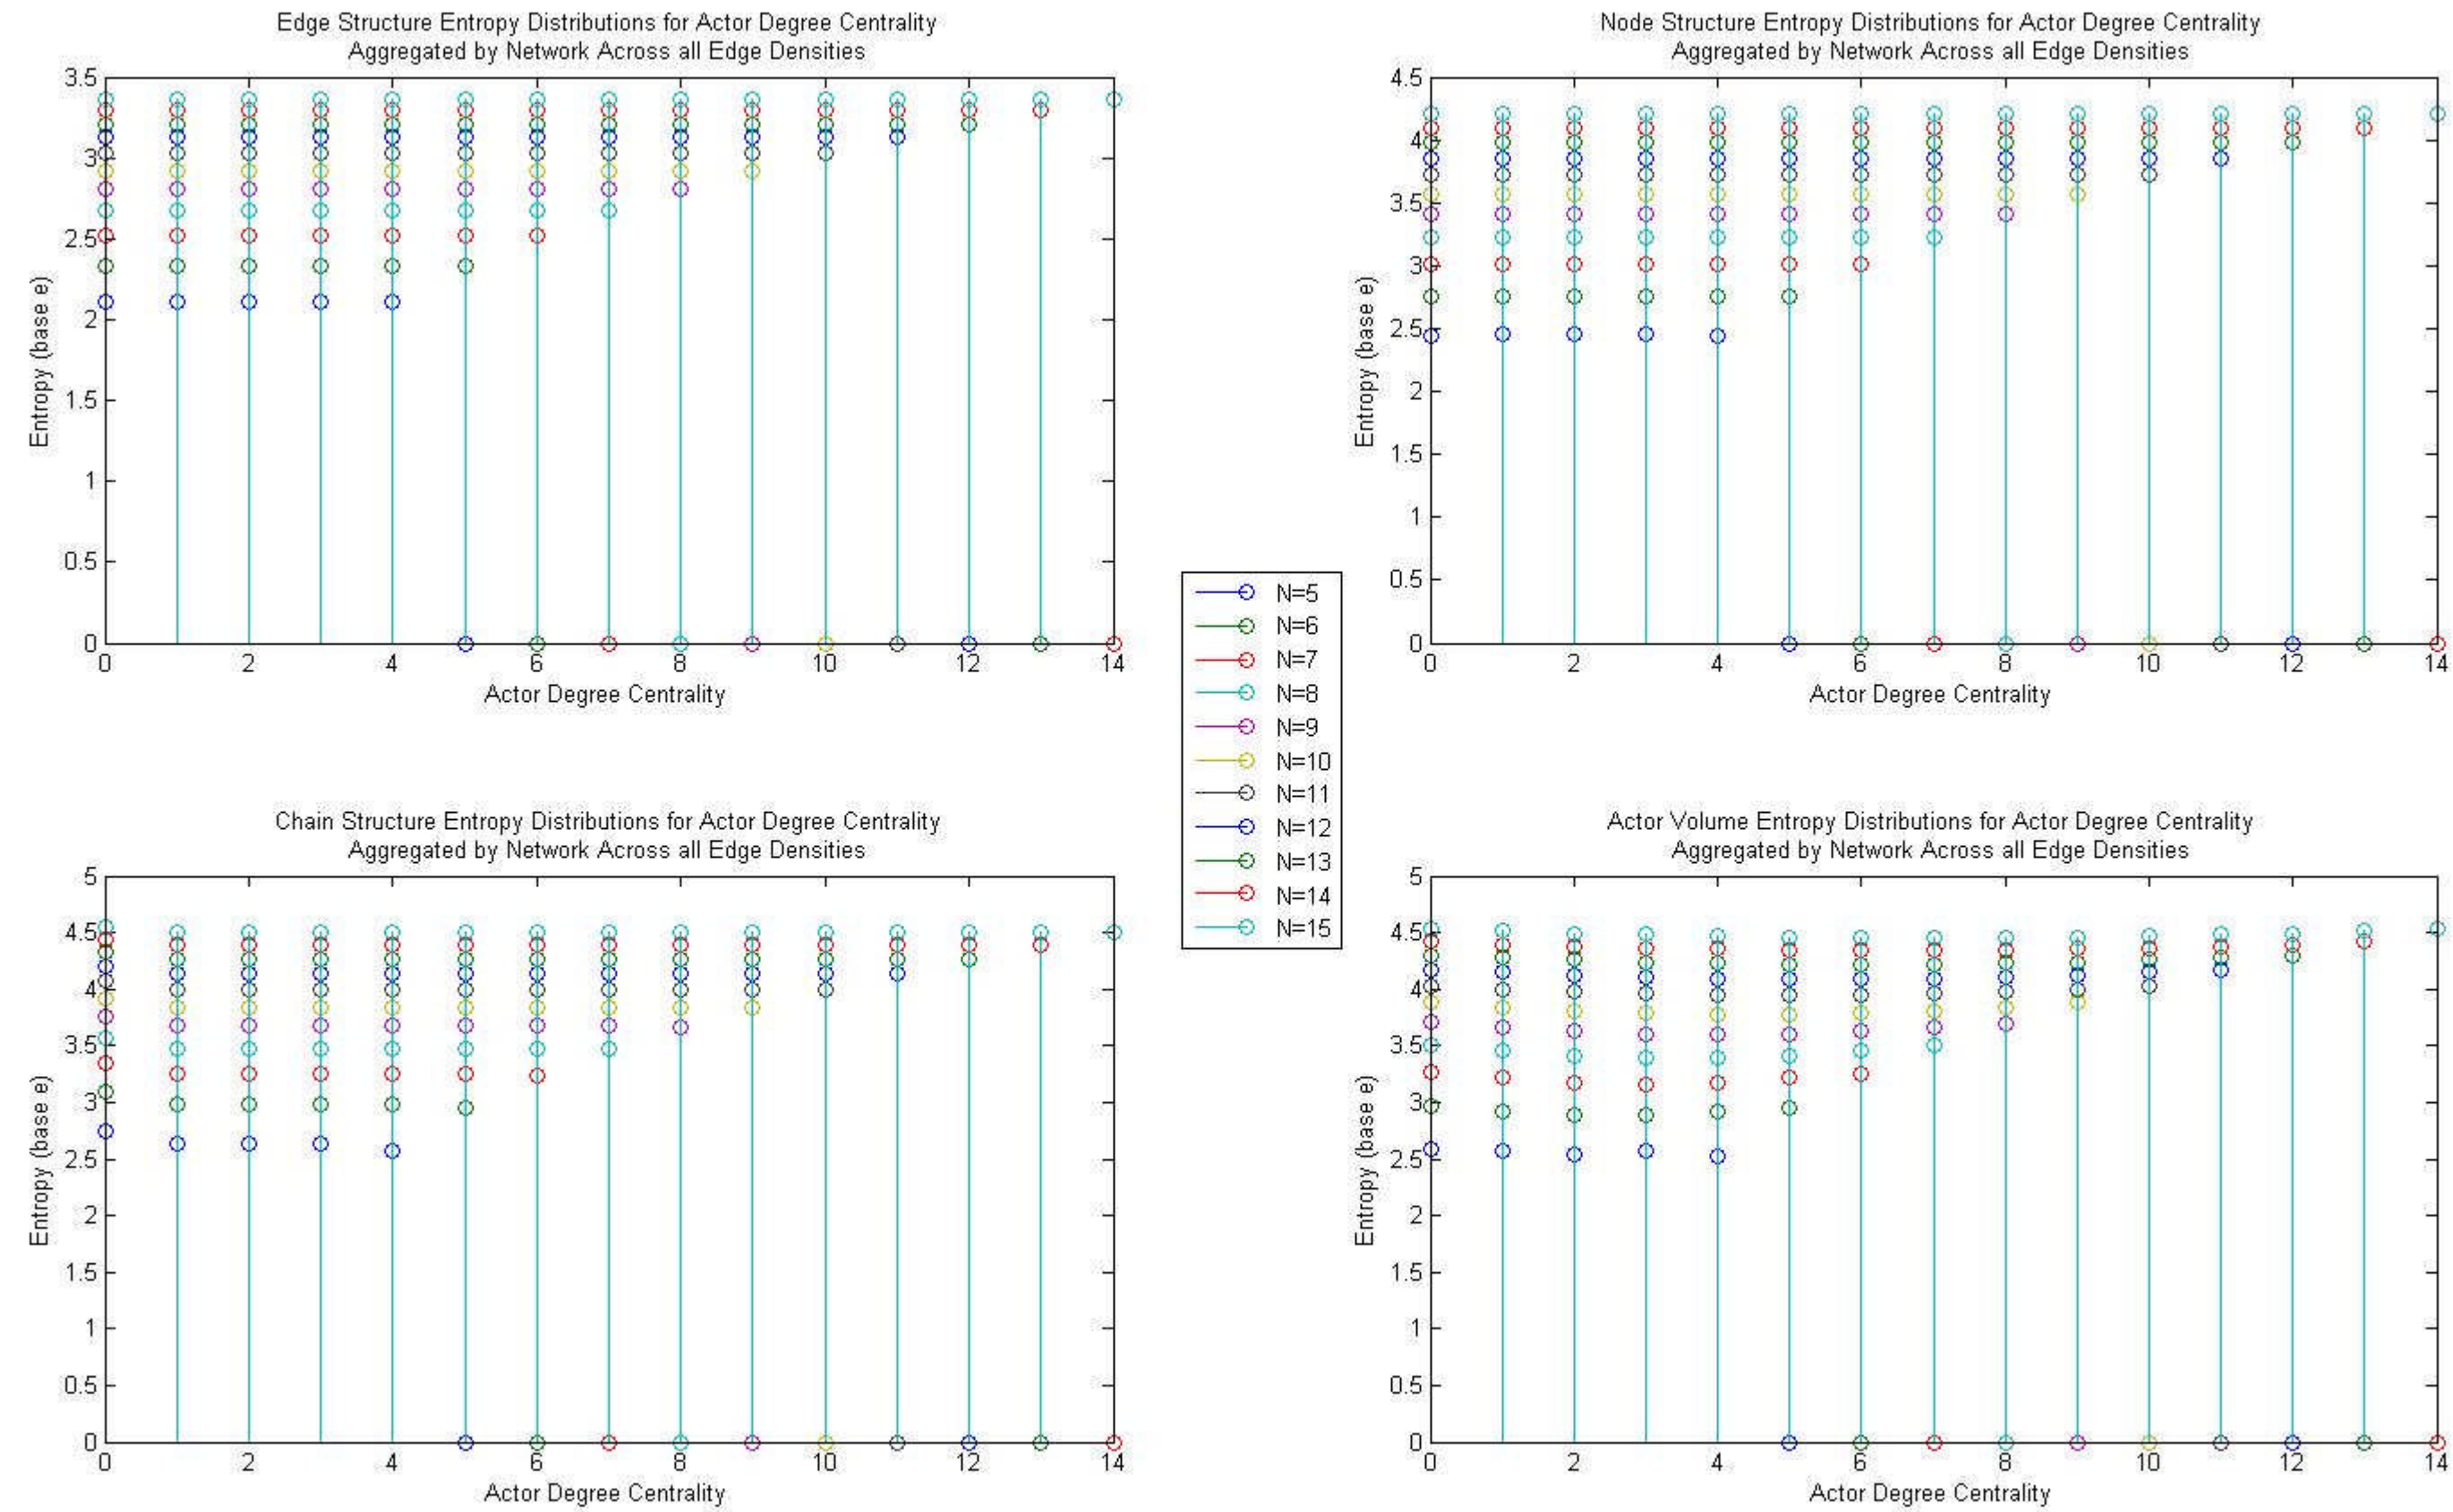 Edge Structure Entropy Distributions for Actor Degree Centrality
Aggregated by Network Across all Edge Densities
3.5
3
2.5
2
1.5
1
0.5
0
Entropy (base e)
0 2 4 6 8 10 12 14
Actor Degree Centrality
Node Structure Entropy Distributions for Actor Degree Centrality
Aggregated by Network Across all Edge Densities
4.5
4
3.5
3
2.5
2
1.5
1
0.5
0
Entropy (base e)
0 2 4 6 8 10 12 14
Actor Degree Centrality
N=5
N=6
N=7
N=8
N=9
N=10
N=11
N=12
N=13
N=14
N=15
Chain Structure Entropy Distributions for Actor Degree Centrality
Aggregated by Network Across all Edge Densities
5
4.5
4
3.5
3
2.5
2
1.5
1
0.5
0
Entropy (base e)
0 2 4 6 8 10 12 14
Actor Degree Centrality
Actor Volume Entropy Distributions for Actor Degree Centrality
Aggregated by Network Across all Edge Densities
5
4.5
4
3.5
3
2.5
2
1.5
1
0.5
0
Entropy (base e)
0 2 4 6 8 10 12 14
Actor Degree Centrality